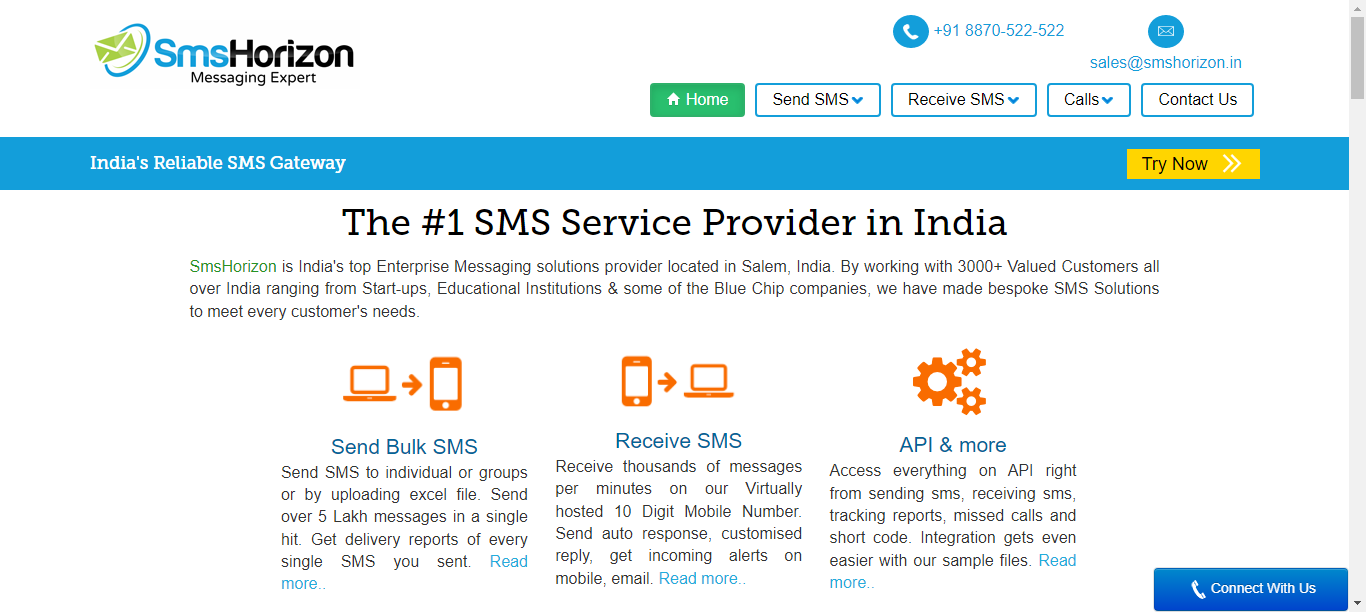 SmsHorizon
Messaging Expert
+91 8870-522-522
sales@smshorizon.in
Home
Send SMS
Receive SMS
Calls
Contact Us
India's Reliable SMS Gateway
Try Now
The #1 SMS Service Provider in India
SmsHorizon is India's top Enterprise Messaging solutions provider located in Salem, India. By working with 3000+ Valued Customers all
over India ranging from Start-ups, Educational Institutions & some of the Blue Chip companies, we have made bespoke SMS Solutions
to meet every customer's needs.
Send Bulk SMS
Send SMS to individual or groups
or by uploading excel file. Send
over 5 Lakh messages in a single
hit. Get delivery reports of every
single SMS you sent. Read
more..
Receive SMS
Receive thousands of messages
per minutes on our Virtually
hosted 10 Digit Mobile Number.
Send auto response, customised
reply, get incoming alerts on
mobile, email. Read more..
API & more
Access everything on API right
from sending sms, receiving sms,
tracking reports, missed calls and
short code. Integration gets even
easier with our sample files. Read
more..
Connect With Us